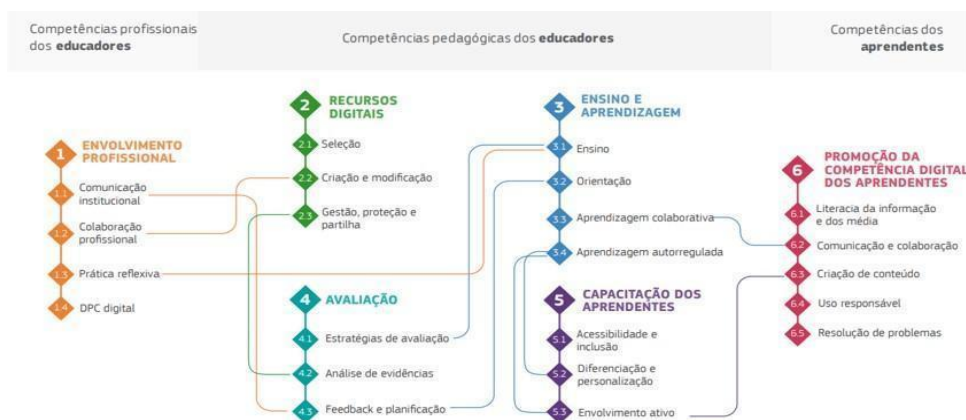 Competências profissionais
dos educadores
Competências pedagógicas dos educadores
Competências dos
aprendentes
1
ENVOLVIMENTO
PROFISSIONAL
1.1
Comunicação
institucional
1.2
Colaboração
profissional
1.3
Prática reflexiva
1.4
DPC digital
2
RECURSOS
DIGITAIS
2.1
Seleção
2.2
Criação e modificação
2.3
Gestão, proteção e
partilha
4
AVALIAÇÃO
4.1
Estratégias de avaliação
4.2
Análise de evidências
4.3
Feedback e planificação
3
ENSINO E
APRENDIZAGEM
3.1
Ensino
3.2
Orientação
3.3
Aprendizagem colaborativa
3.4
Aprendizagem autorregulada
5
CAPACITAÇÃO DOS
APRENDENTES
5.1
Acessibilidade e
inclusão
5.2
Diferenciação e
personalização
5.3
Envolvimento ativo
6
PROMOÇÃO DA
COMPETÊNCIA DIGITAL
DOS APRENDENTES
6.1
Literacia da informação
e dos média
6.2
Comunicação e colaboração
6.3
Criação de conteúdo
6.4
Uso responsável
6.5
Resolução de problemas